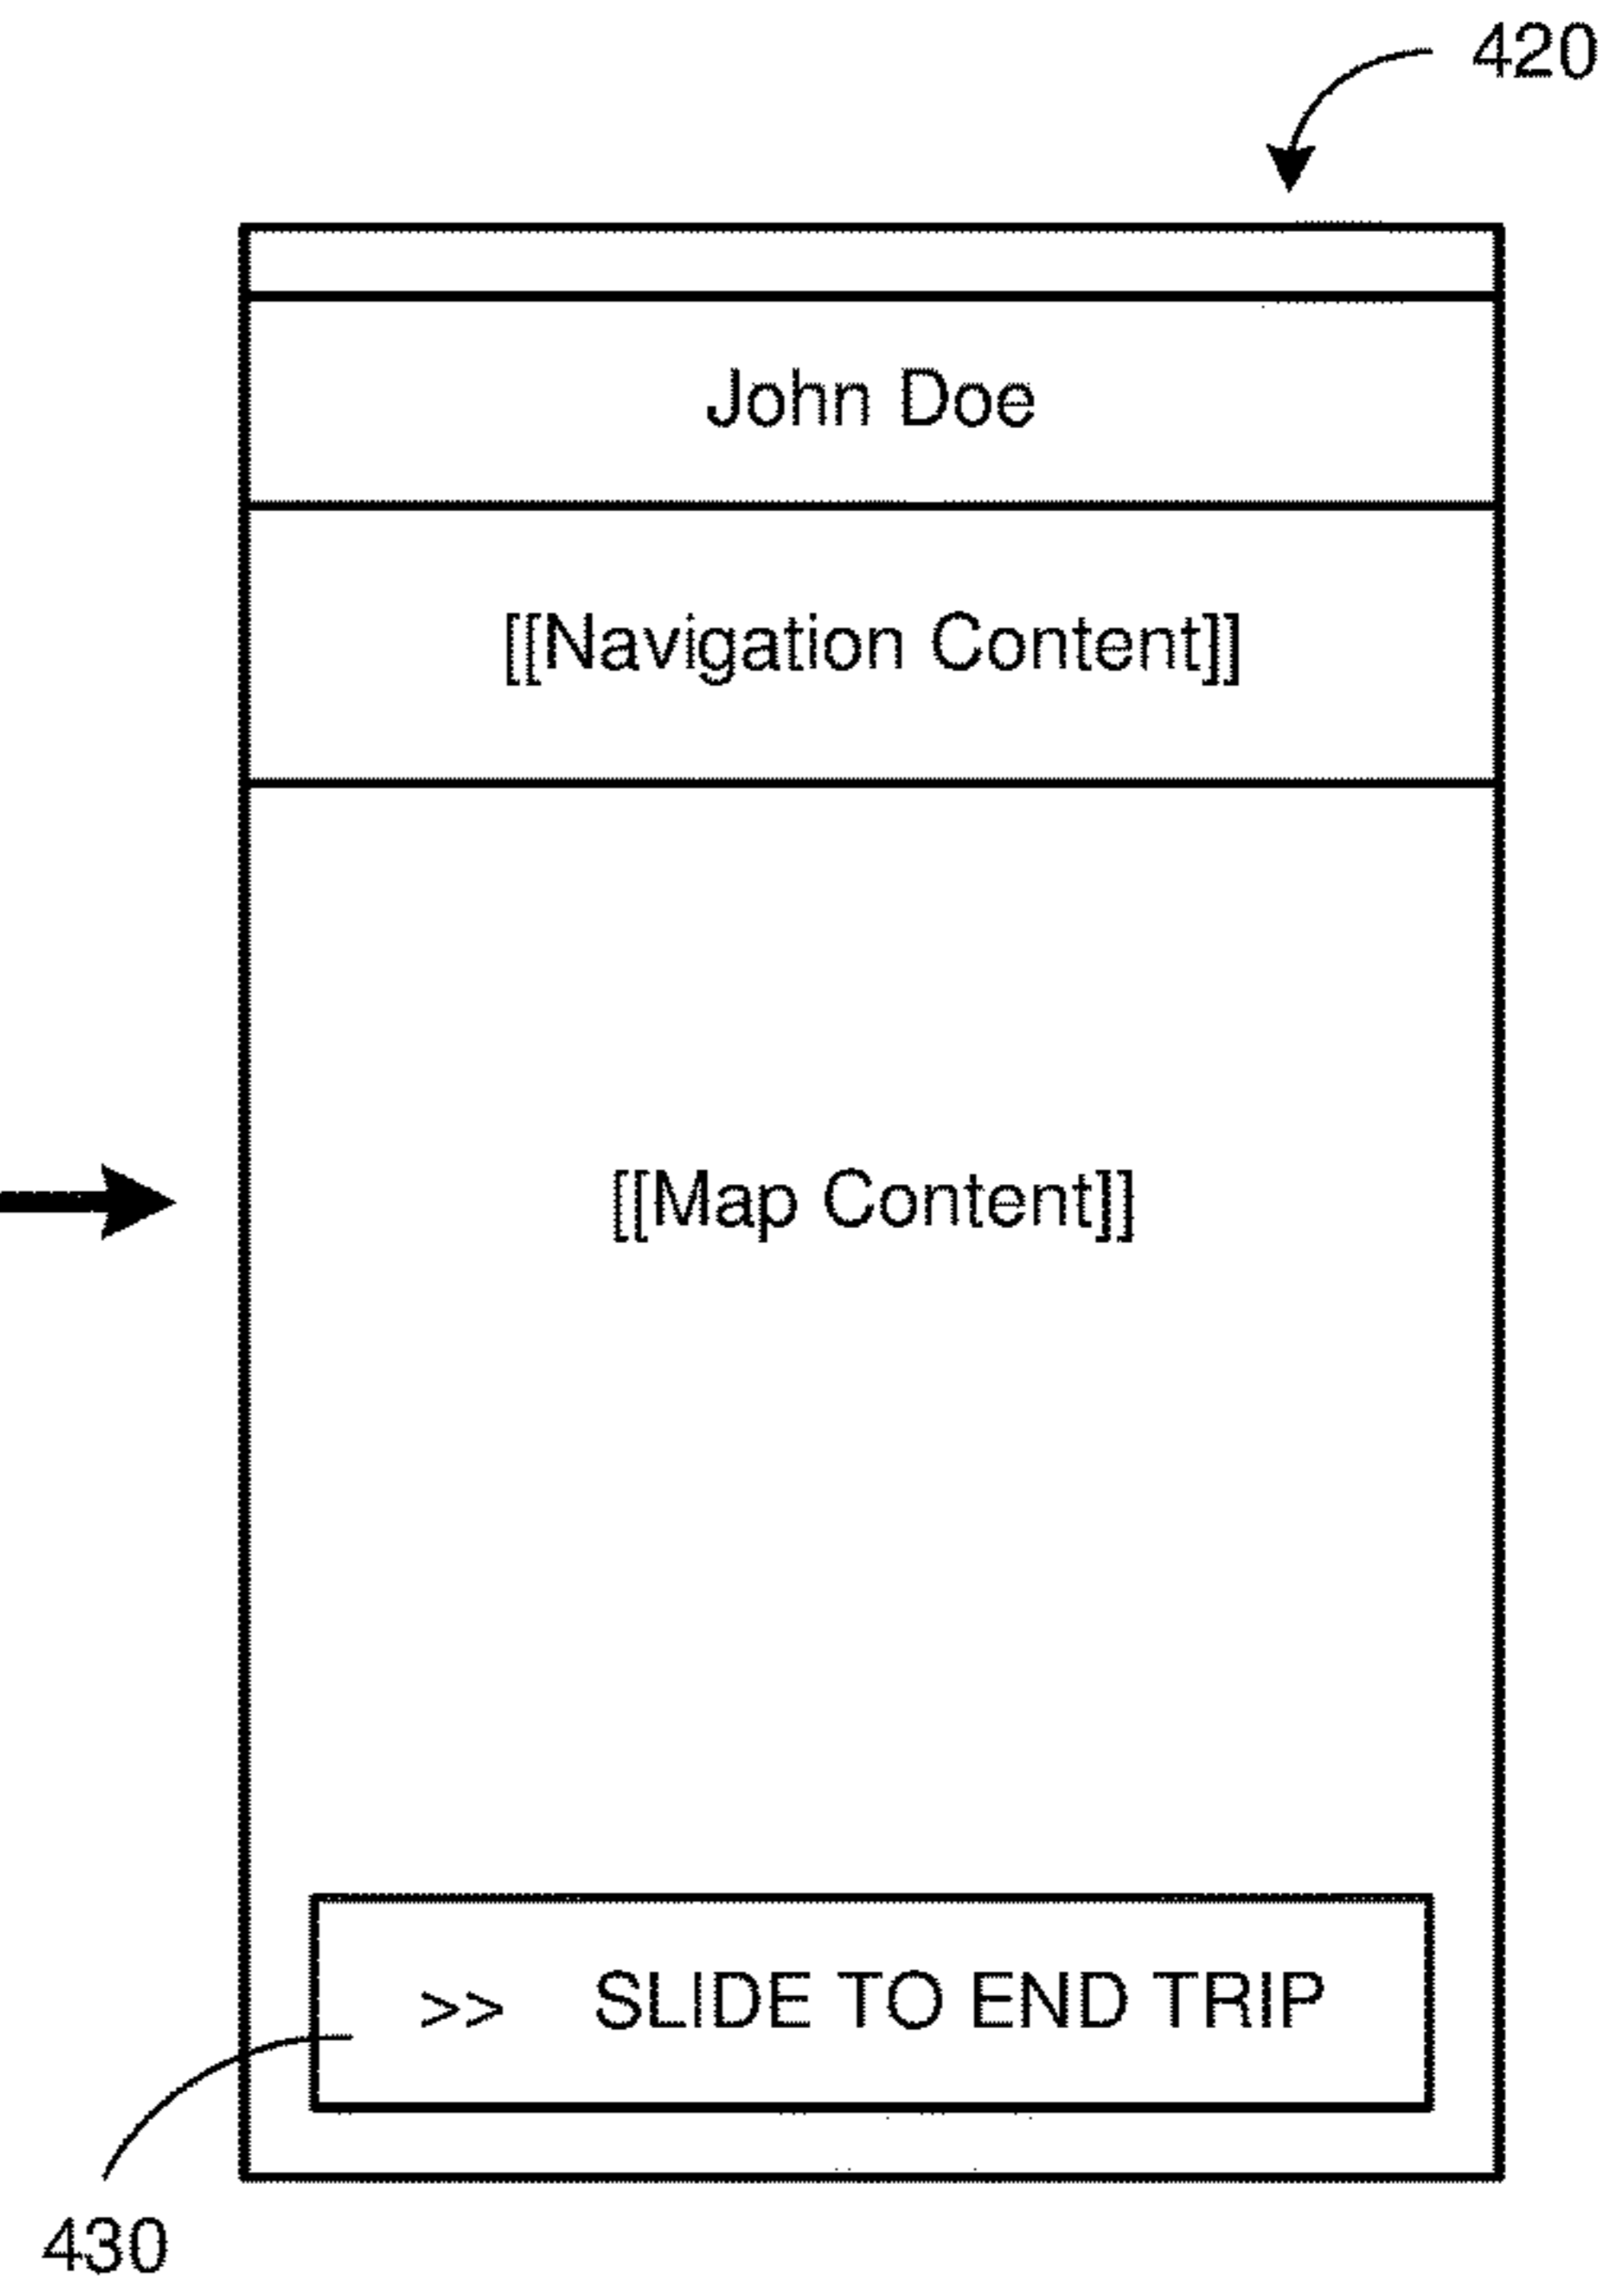 420
John Doe
[[Navigation Content]]
[[Map Content]]
>> SLIDE TO END TRIP
430